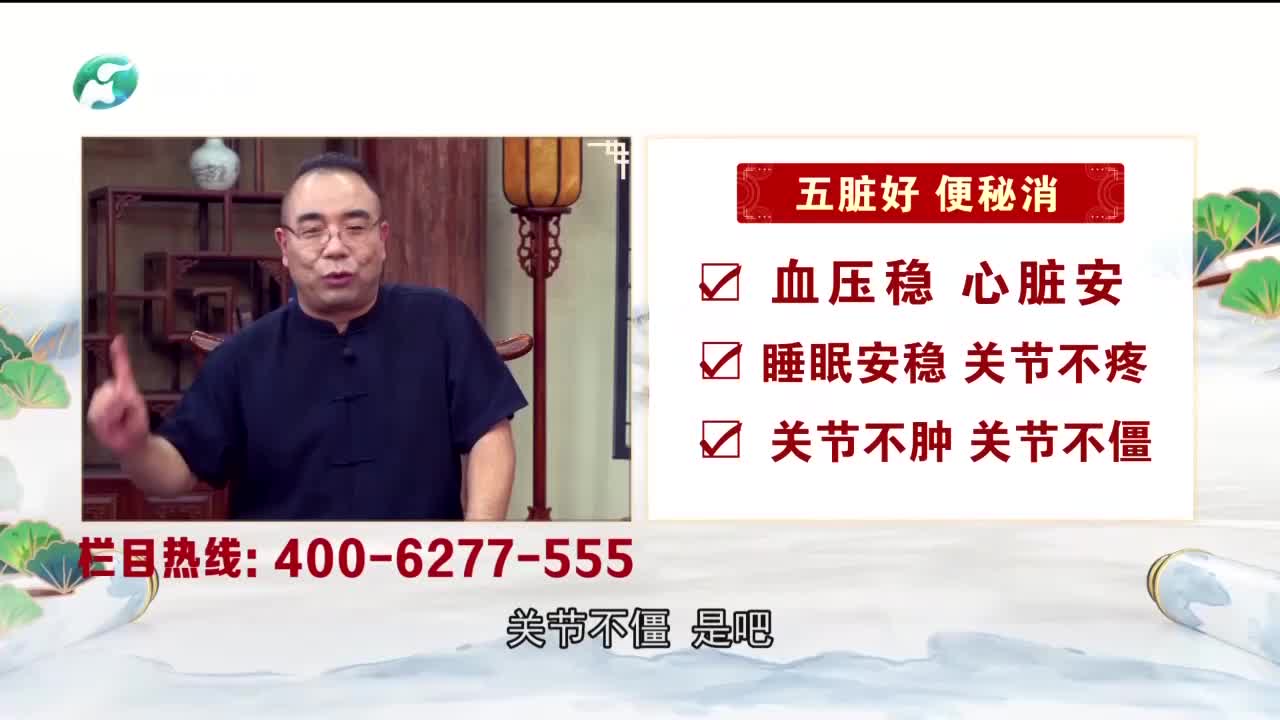 五脏好 便秘消
血压稳 心脏安
睡眠安稳 关节不疼
关节不肿 关节不僵
栏目热线: 400-6277-555
关节不僵 是吧